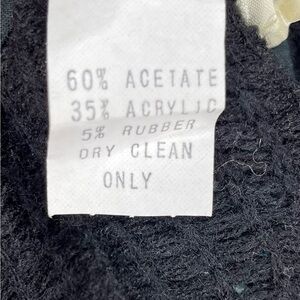 60% ACETATE
35% ACRYLIC
5% RUBBER
DRY CLEAN
ONLY